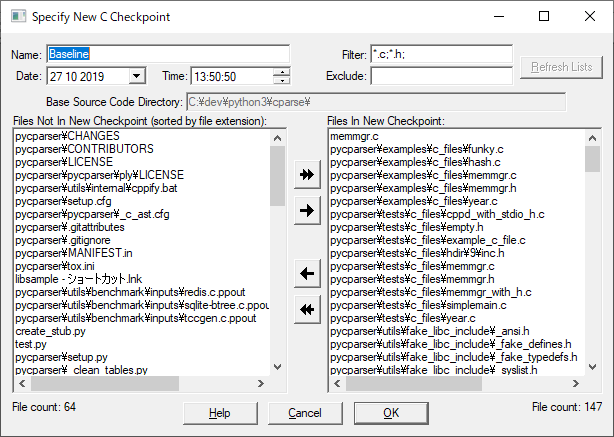 Specify New C Checkpoint
Name: Baseline
Filter: *.c;*.h;
Date: 27 10 2019 Time: 13:50:50
Exclude:
Refresh Lists
Base Source Code Directory: C:¥dev¥python3¥cparse¥
Files Not In New Checkpoint (sorted by file extension):
pycparser¥CHANGES
pycparser¥CONTRIBUTORS
pycparser¥LICENSE
pycparser¥pycparser¥ply¥LICENSE
pycparser¥utils¥internal¥cppify.bat
pycparser¥setup.cfg
pycparser¥pycparser¥_c_ast.cfg
pycparser¥.gitattributes
pycparser¥.gitignore
pycparser¥MANIFEST.in
pycparser¥tox.ini
libsample - ショートカット.lnk
pycparser¥utils¥benchmark¥inputs¥redis.c.ppout
pycparser¥utils¥benchmark¥inputs¥sqlite-btree.c.ppout
pycparser¥utils¥benchmark¥inputs¥tccgen.c.ppout
create_stub.py
test.py
pycparser¥setup.py
pycparser¥_clean_tables.py
File count: 64
Files In New Checkpoint:
memmgr.c
pycparser¥examples¥c_files¥funky.c
pycparser¥examples¥c_files¥hash.c
pycparser¥examples¥c_files¥memmgr.c
pycparser¥examples¥c_files¥memmgr.h
pycparser¥examples¥c_files¥year.c
pycparser¥tests¥c_files¥cppd_with_stdio_h.c
pycparser¥tests¥c_files¥empty.h
pycparser¥tests¥c_files¥example_c_file.c
pycparser¥tests¥c_files¥hdir¥9¥inc.h
pycparser¥tests¥c_files¥memmgr.c
pycparser¥tests¥c_files¥memmgr.h
pycparser¥tests¥c_files¥memmgr_with_h.c
pycparser¥tests¥c_files¥simplemain.c
pycparser¥tests¥c_files¥year.c
pycparser¥utils¥fake_libc_include¥_ansi.h
pycparser¥utils¥fake_libc_include¥_fake_defines.h
pycparser¥utils¥fake_libc_include¥_fake_typedefs.h
pycparser¥utils¥fake_libc_include¥_syslist.h
File count: 147
Help
Cancel
OK